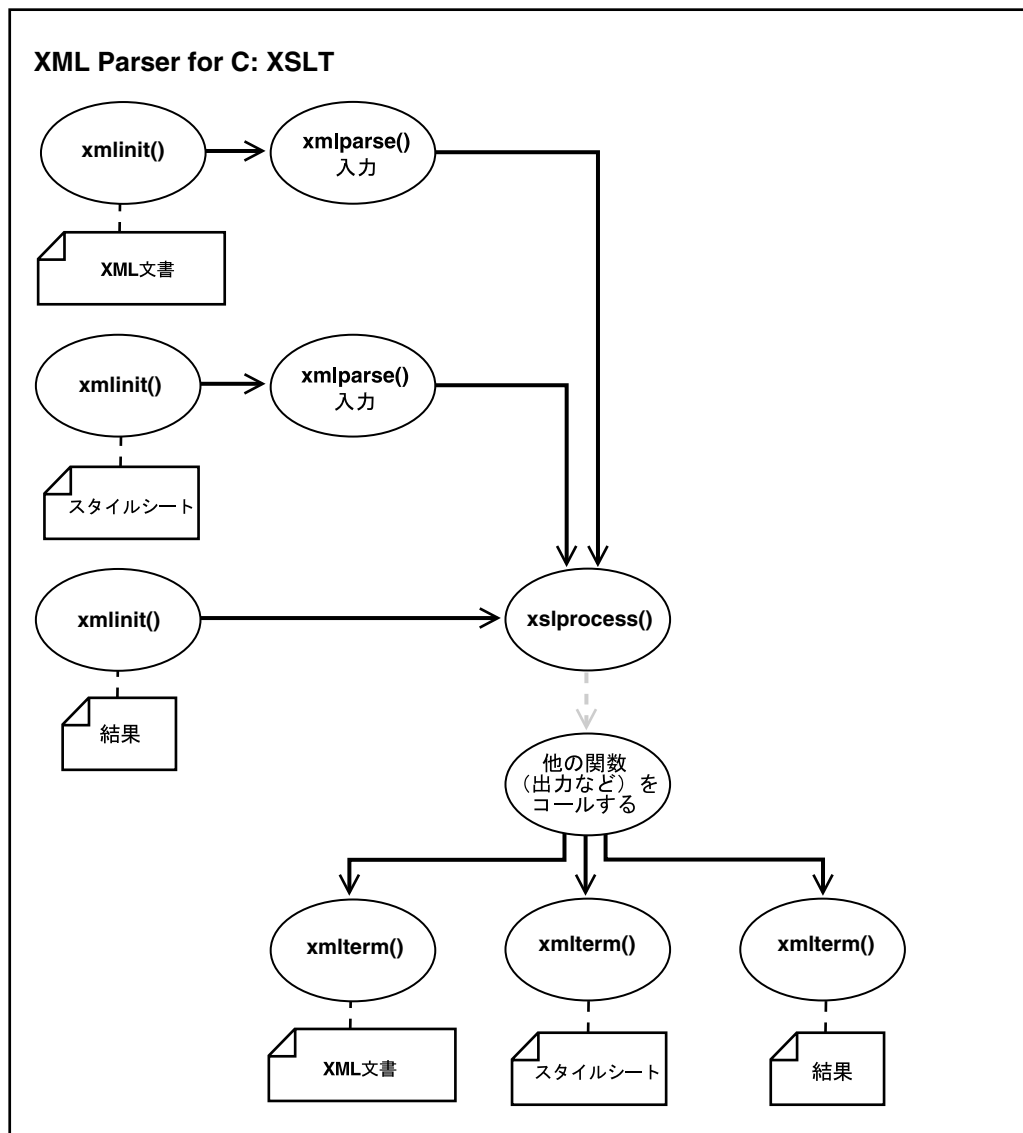 XML Parser for C: XSLT
xmlinit()
xmlparse()
入力
XML文書
xmlinit()
xmlparse()
入力
スタイルシート
xmlinit()
xslprocess()
結果
他の関数
（出力など）を
コールする
xmlterm()
xmlterm()
xmlterm()
XML文書
スタイルシート
結果